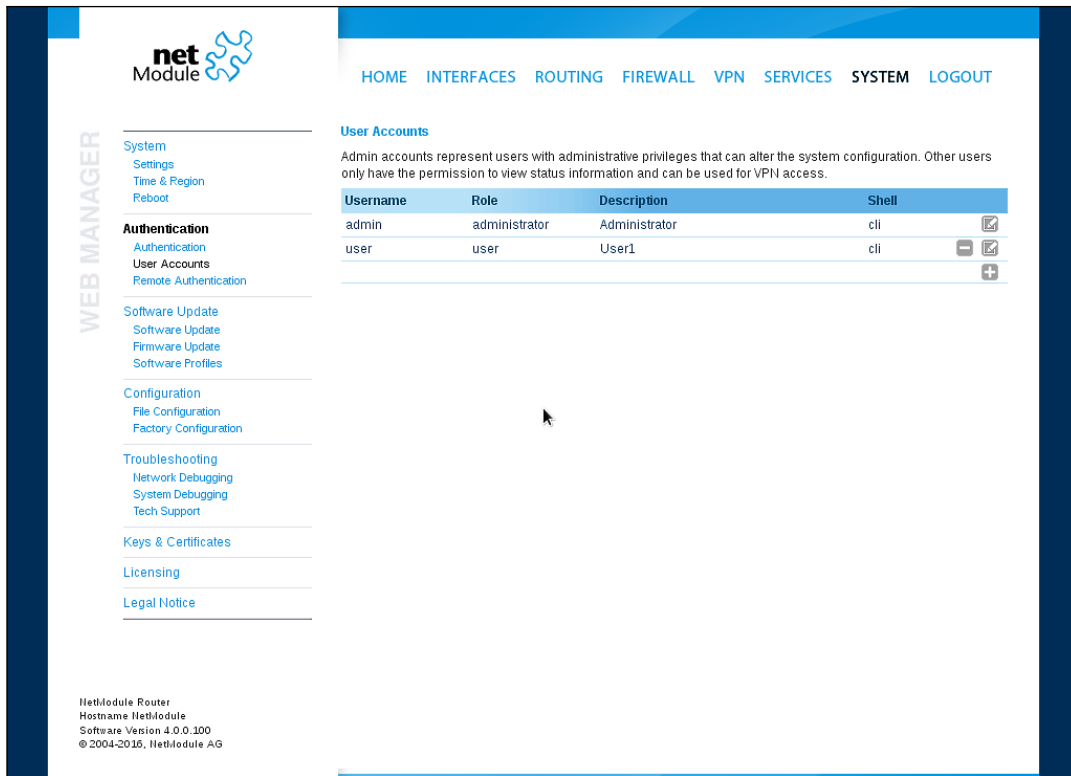 net
Module
HOME INTERFACES ROUTING FIREWALL VPN SERVICES SYSTEM LOGOUT
WEB MANAGER
System
Settings
Time & Region
Reboot
Authentication
Authentication
User Accounts
Remote Authentication
Software Update
Software Update
Firmware Update
Software Profiles
Configuration
File Configuration
Factory Configuration
Troubleshooting
Network Debugging
System Debugging
Tech Support
Keys & Certificates
Licensing
Legal Notice
User Accounts
Admin accounts represent users with administrative privileges that can alter the system configuration. Other users
only have the permission to view status information and can be used for VPN access.
Username Role Description Shell
admin administrator Administrator cli
user user User1 cli
NetModule Router
Hostname NetModule
Software Version 4.0.0.100
© 2004-2016, NetModule AG